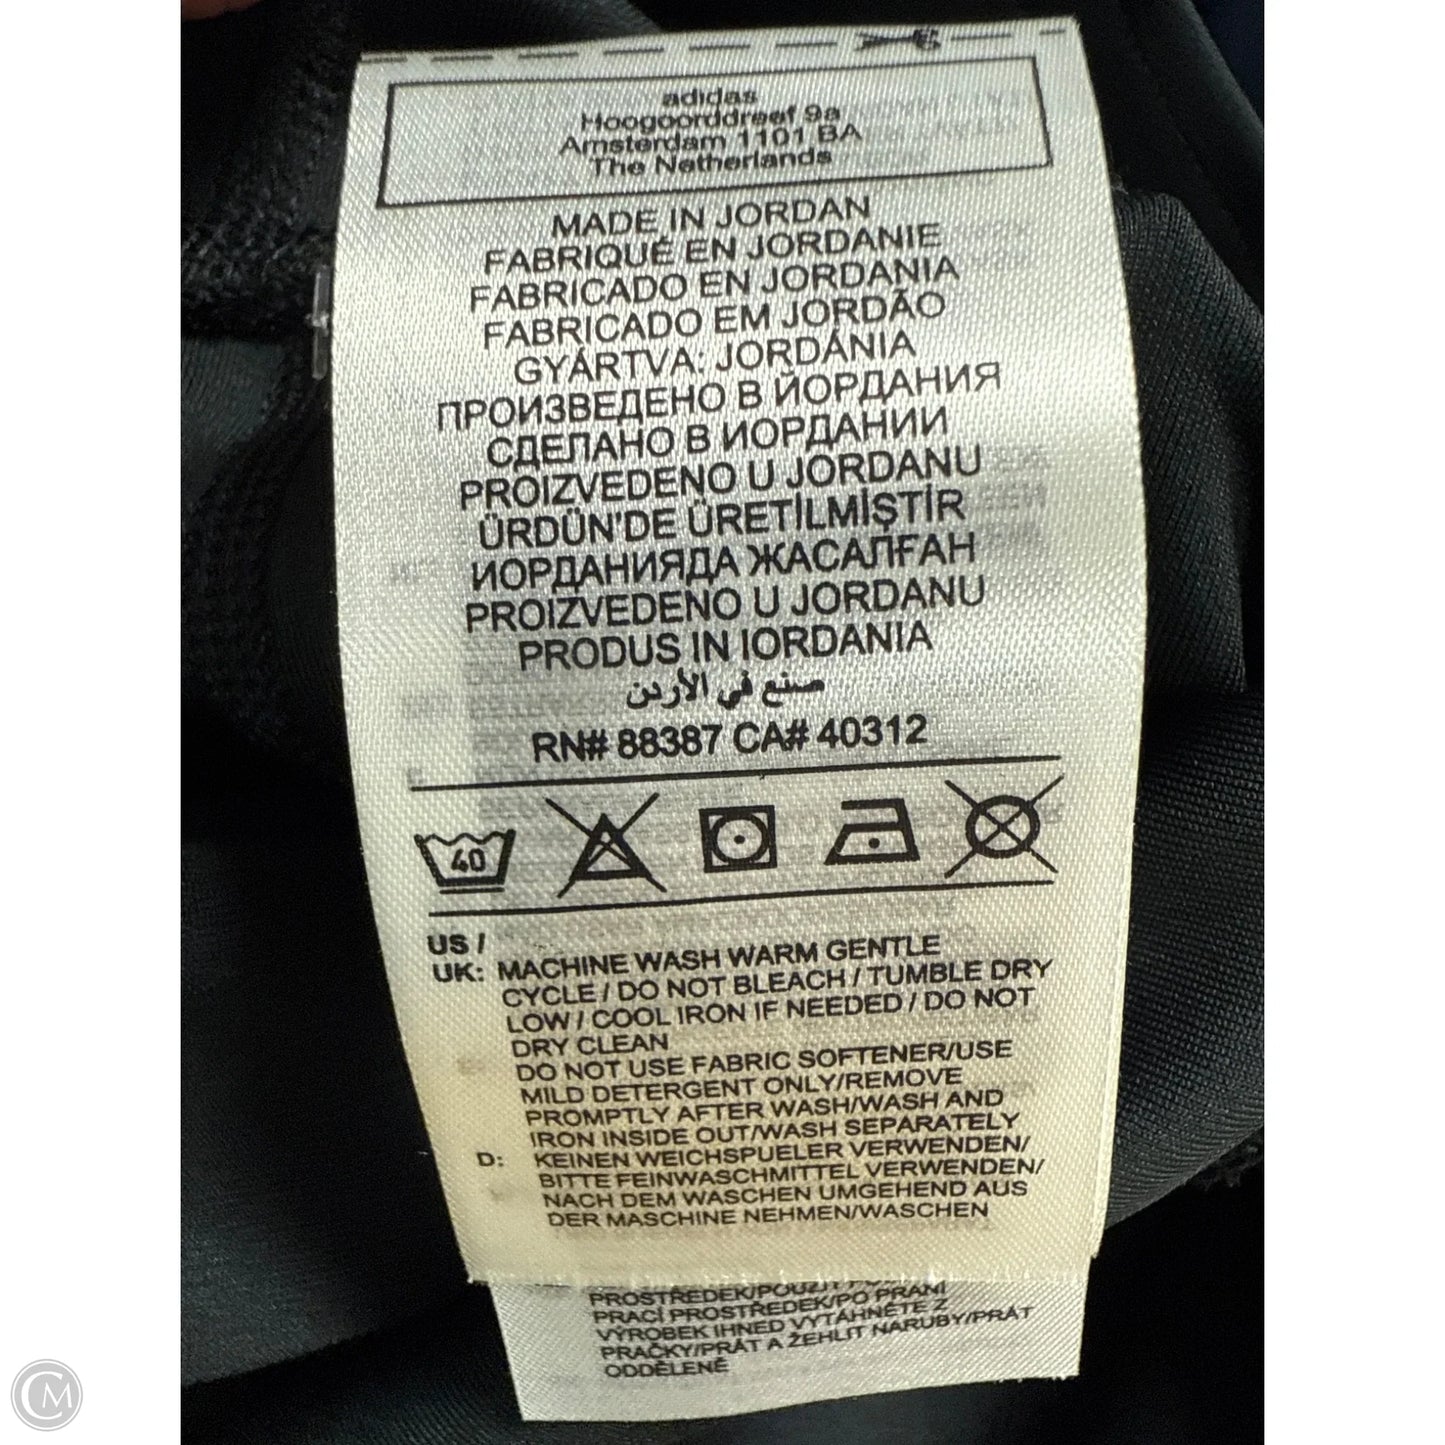 adidas
Hoogoorddreef 9a
Amsterdam 1101 BA
The Netherlands
MADE IN JORDAN
FABRIQUÉ EN JORDANIE
FABRICADO EN JORDANIA
FABRICADO EM JORDÃO
GYÁRTVA: JORDÁNIA
ПРОИЗВЕДЕНО В ЙОРДАНИЯ
СДЕЛАНО В ИОРДАНИИ
PROIZVEDENO U JORDANU
ÜRDÜN'DE ÜRETİLMİŞTİR
ИОРДАНИЯДА ЖАСАЛҒАН
PROIZVEDENO U JORDANU
PRODUS IN IORDANIA
صنع في الأردن
RN# 88387 CA# 40312
40
US /
UK: MACHINE WASH WARM GENTLE
CYCLE / DO NOT BLEACH / TUMBLE DRY
LOW / COOL IRON IF NEEDED / DO NOT
DRY CLEAN
DO NOT USE FABRIC SOFTENER/USE
MILD DETERGENT ONLY/REMOVE
PROMPTLY AFTER WASH/WASH AND
IRON INSIDE OUT/WASH SEPARATELY
D: KEINEN WEICHSPUELER VERWENDEN/
BITTE FEINWASCHMITTEL VERWENDEN/
NACH DEM WASCHEN UMGEHEND AUS
DER MASCHINE NEHMEN/WASCHEN
PROSTŘEDEK/POUŽÍT
PRACÍ PROSTŘEDEK/PO PRANÍ
VÝROBEK IHNED VYTÁHNĚTE Z
PRAČKY/PRÁT A ŽEHLIT NARUBY/PRÁT
ODDĚLENĚ
CM